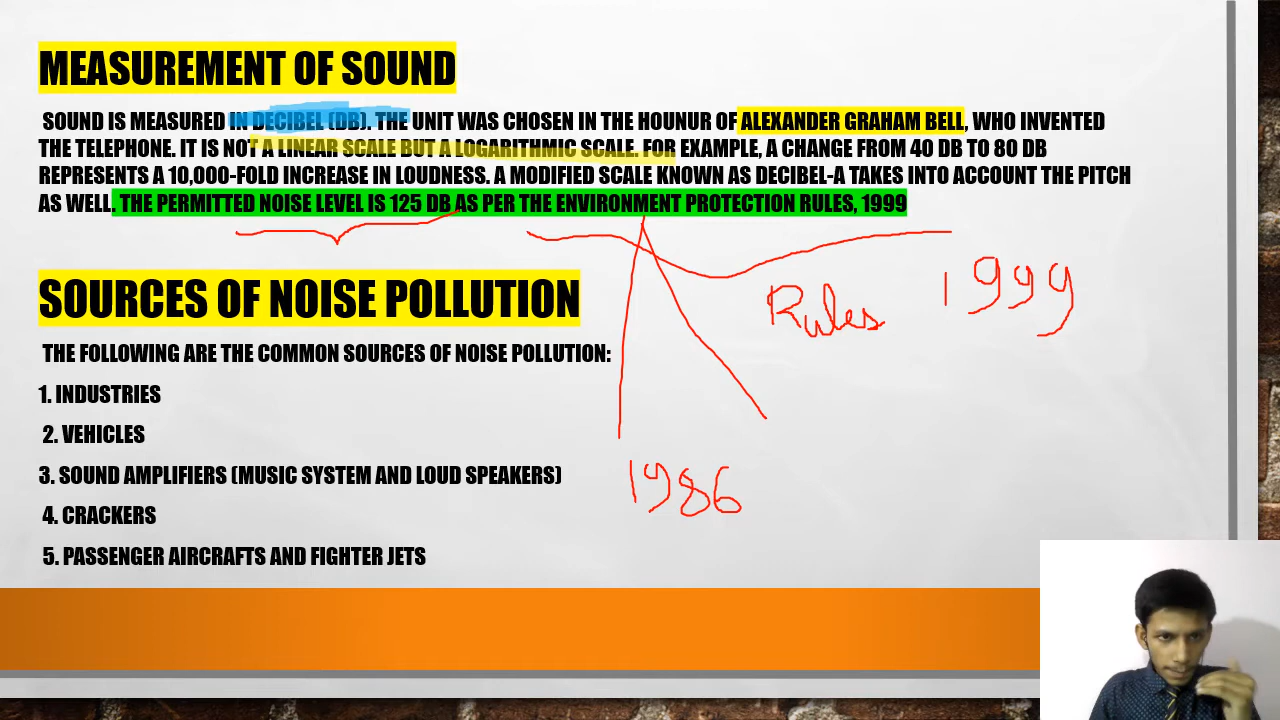 MEASUREMENT OF SOUND
SOUND IS MEASURED IN DECIBEL (DB). THE UNIT WAS CHOSEN IN THE HOUNUR OF ALEXANDER GRAHAM BELL, WHO INVENTED
THE TELEPHONE. IT IS NOT A LINEAR SCALE BUT A LOGARITHMIC SCALE. FOR EXAMPLE, A CHANGE FROM 40 DB TO 80 DB
REPRESENTS A 10,000-FOLD INCREASE IN LOUDNESS. A MODIFIED SCALE KNOWN AS DECIBEL-A TAKES INTO ACCOUNT THE PITCH
AS WELL. THE PERMITTED NOISE LEVEL IS 125 DB AS PER THE ENVIRONMENT PROTECTION RULES, 1999
Rules 1999
SOURCES OF NOISE POLLUTION
THE FOLLOWING ARE THE COMMON SOURCES OF NOISE POLLUTION:
1. INDUSTRIES
2. VEHICLES
3. SOUND AMPLIFIERS (MUSIC SYSTEM AND LOUD SPEAKERS)
1986
4. CRACKERS
5. PASSENGER AIRCRAFTS AND FIGHTER JETS